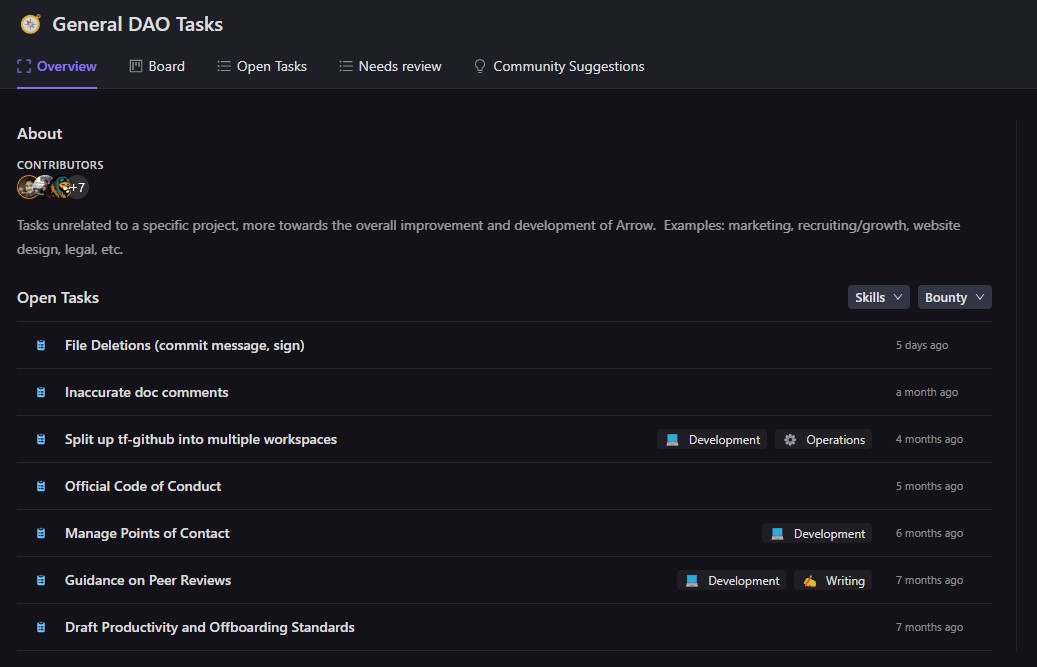 General DAO Tasks
Overview Board Open Tasks Needs review Community Suggestions
About
CONTRIBUTORS
+7
Tasks unrelated to a specific project, more towards the overall improvement and development of Arrow. Examples: marketing, recruiting/growth, website
design, legal, etc.
Open Tasks Skills Bounty
File Deletions (commit message, sign) 5 days ago
Inaccurate doc comments a month ago
Split up tf-github into multiple workspaces Development Operations 4 months ago
Official Code of Conduct 5 months ago
Manage Points of Contact Development 6 months ago
Guidance on Peer Reviews Development Writing 7 months ago
Draft Productivity and Offboarding Standards 7 months ago